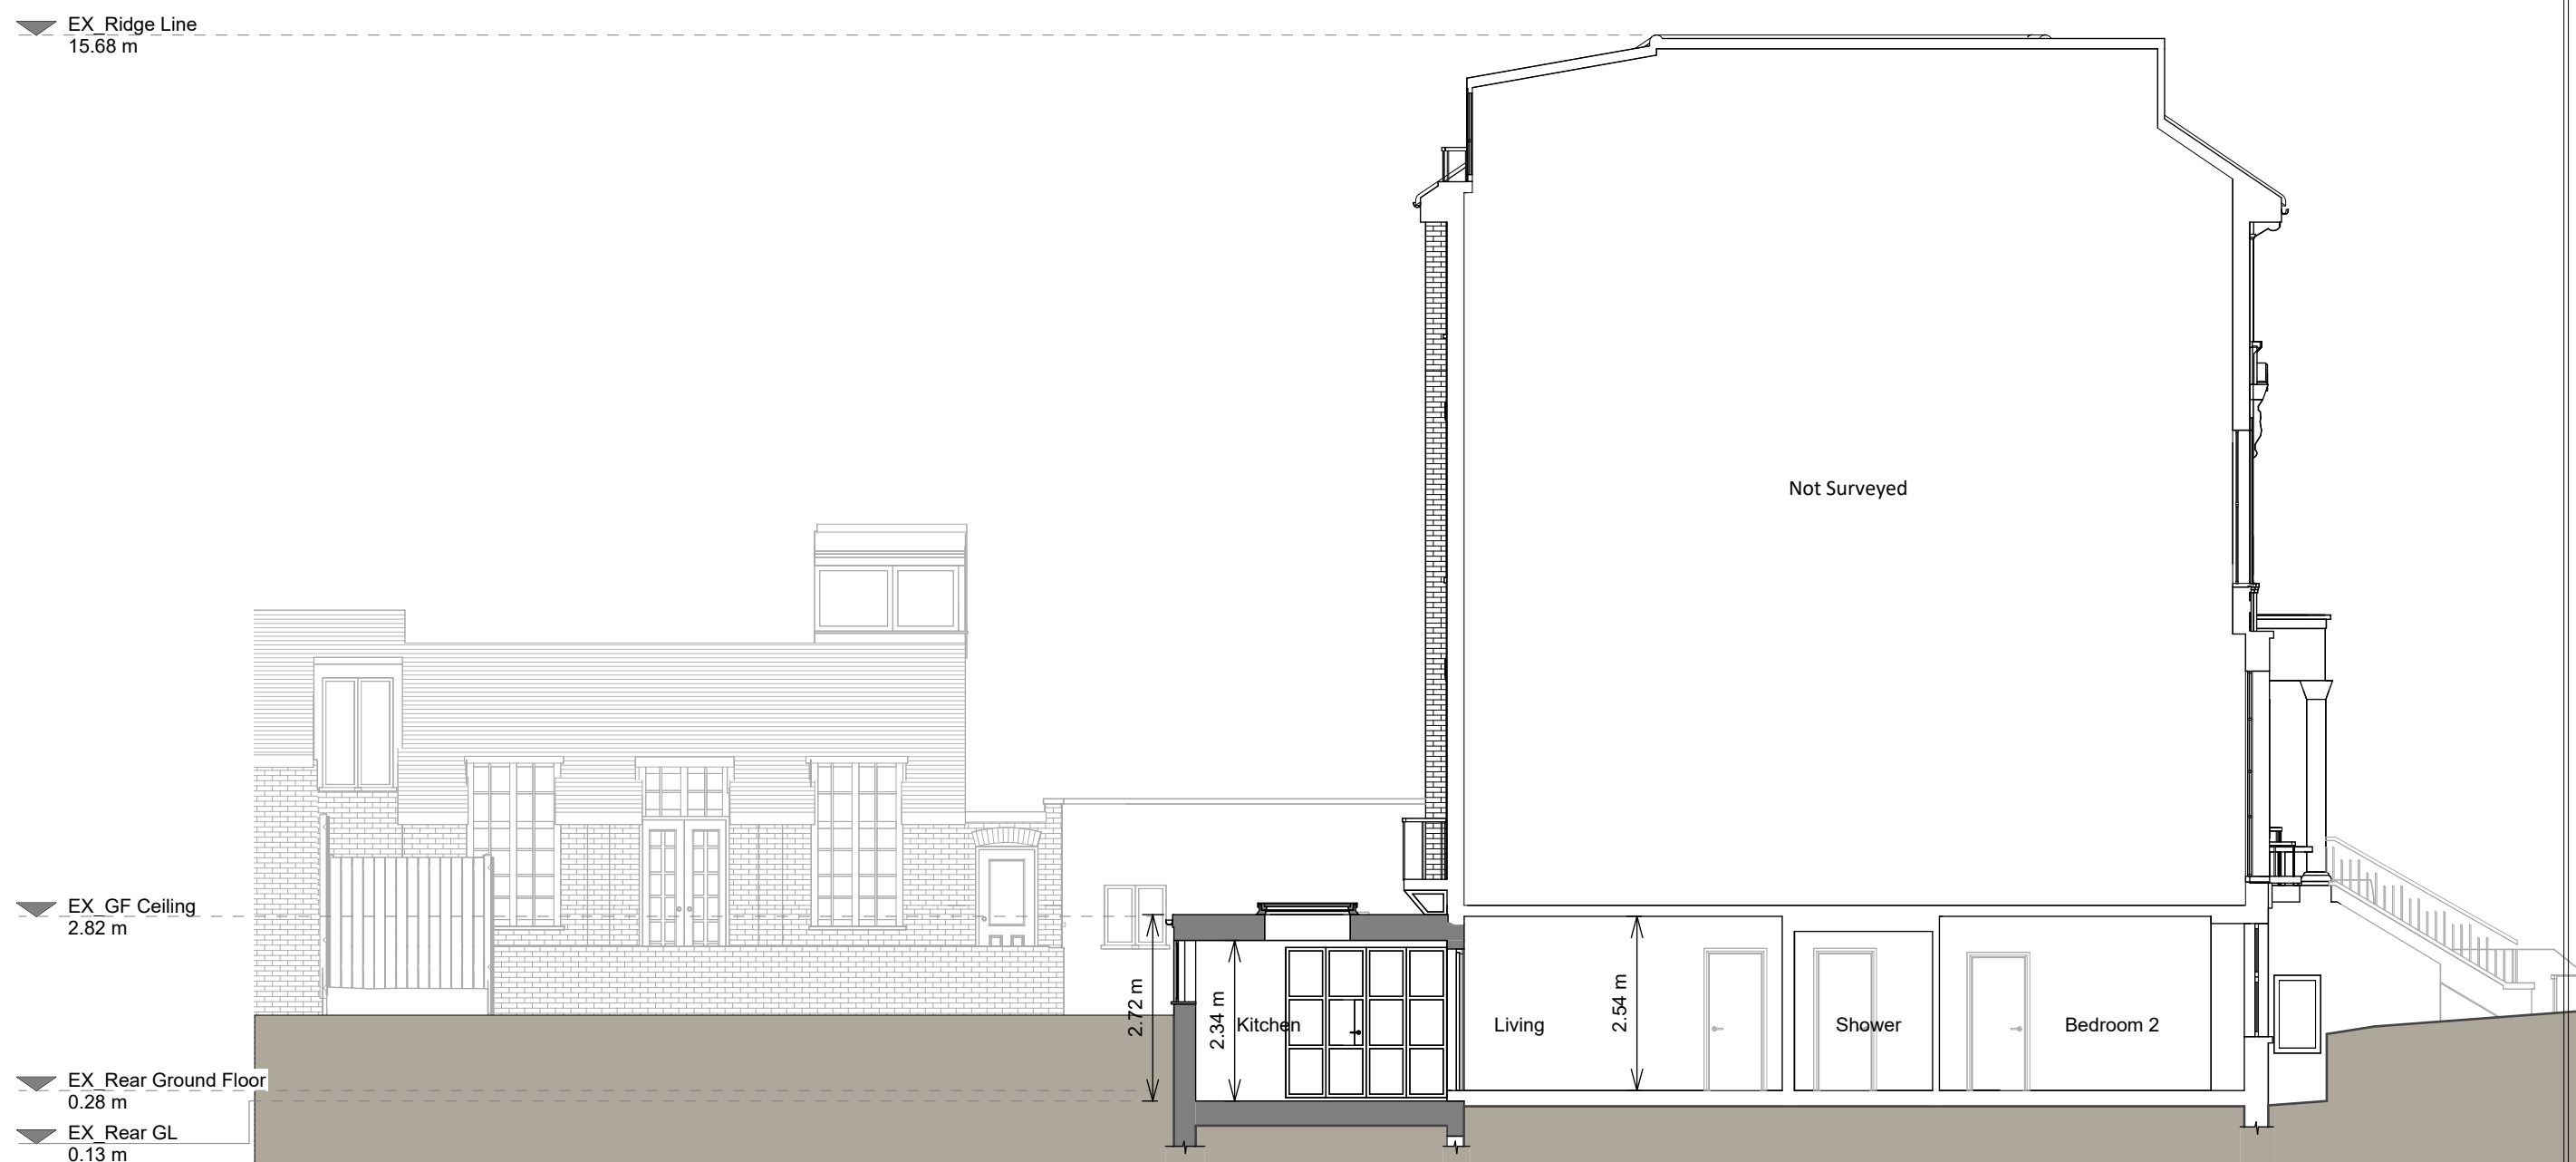 EX_Ridge Line
15.68 m
Not Surveyed
EX_GF Ceiling
2.82 m
2.72 m
2.34 m
Kitchen
Living
2.54 m
Shower
Bedroom 2
EX_Rear Ground Floor
0.28 m
EX_Rear GL
0.13 m